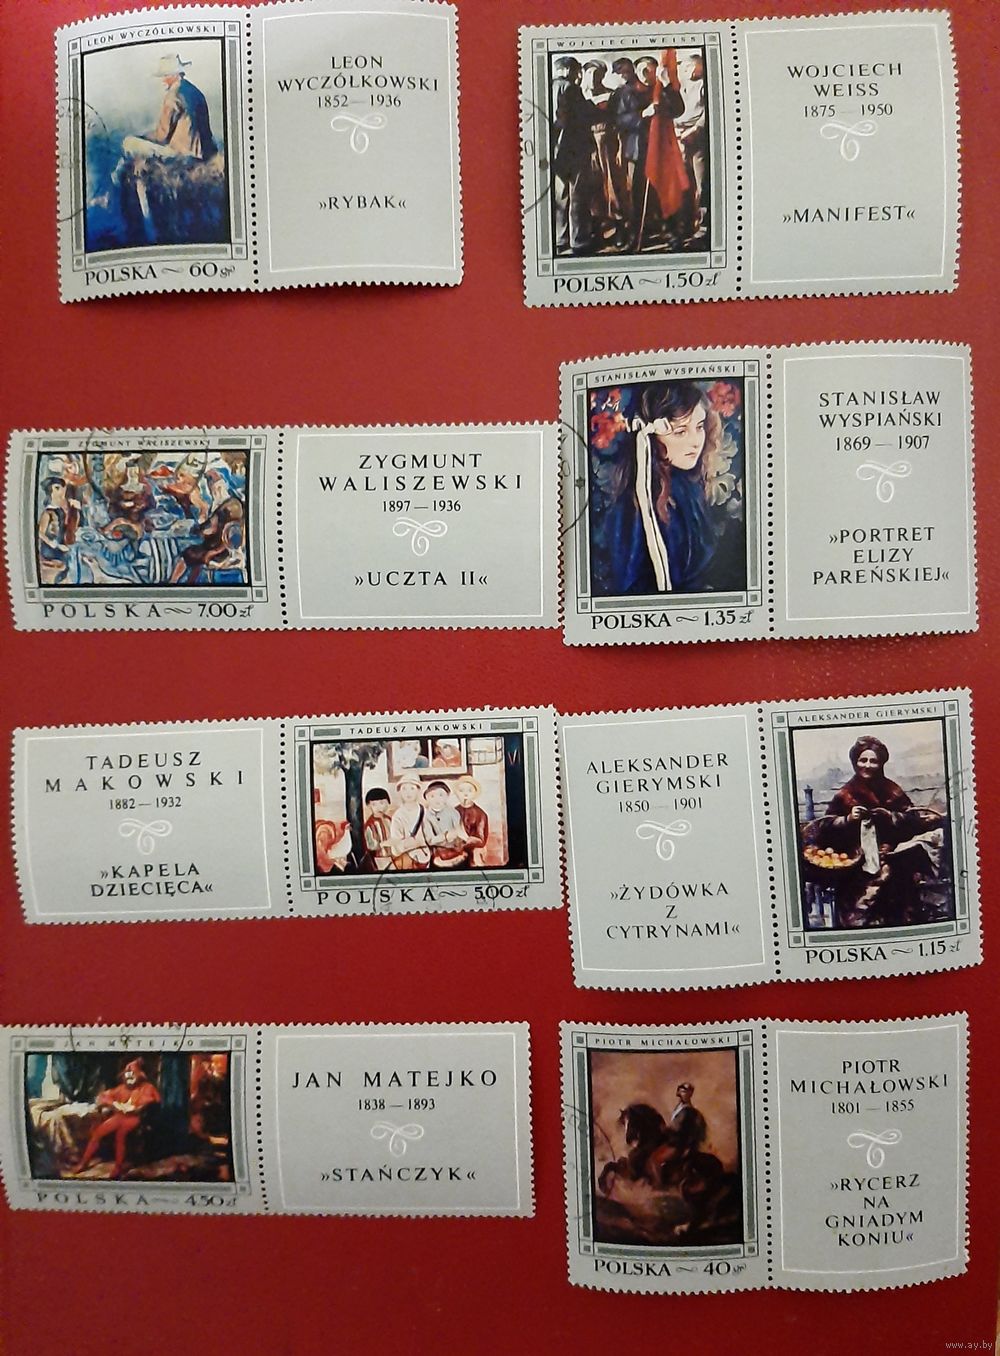 LEON WYCZÓŁKOWSKI
POLSKA ~ 60 gr
LEON
WYCZÓŁKOWSKI
1852 — 1936
»RYBAK«
WOJCIECH WEISS
POLSKA ~ 1.50 zł
WOJCIECH
WEISS
1875 — 1950
»MANIFEST«
ZYGMUNT WALISZEWSKI
POLSKA ~ 7.00 zł
ZYGMUNT
WALISZEWSKI
1897 — 1936
»UCZTA II«
STANISŁAW WYSPIAŃSKI
POLSKA ~ 1.35 zł
STANISŁAW
WYSPIAŃSKI
1869 — 1907
»PORTRET
ELIZY
PAREŃSKIEJ«
TADEUSZ
MAKOWSKI
1882 — 1932
»KAPELA
DZIECIĘCA«
TADEUSZ MAKOWSKI
POLSKA ~ 5.00 zł
ALEKSANDER
GIERYMSKI
1850 — 1901
»ŻYDÓWKA
Z
CYTRYNAMI«
ALEKSANDER GIERYMSKI
POLSKA ~ 1.15 zł
JAN MATEJKO
POLSKA ~ 4.50 zł
JAN MATEJKO
1838 — 1893
»STAŃCZYK«
PIOTR MICHAŁOWSKI
POLSKA ~ 40 gr
PIOTR
MICHAŁOWSKI
1801 — 1855
»RYCERZ
NA
GNIADYM
KONIU«
www.ay.by